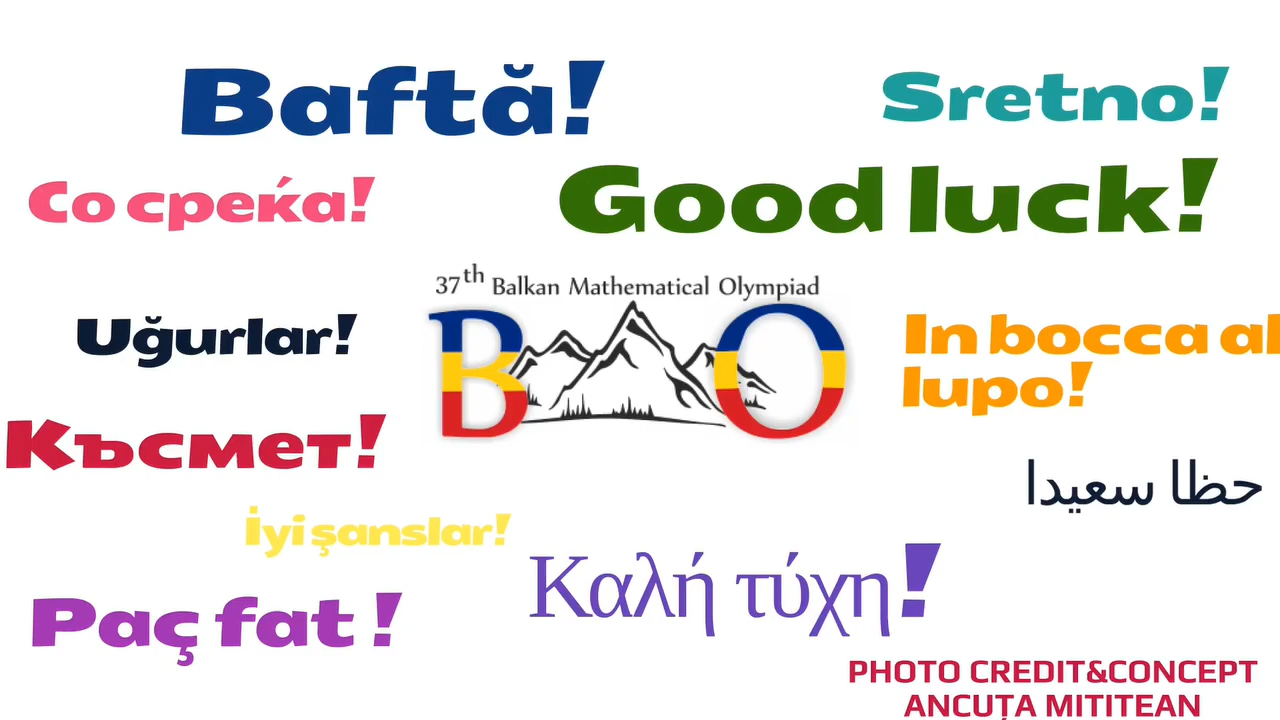 Baftă!
Sretno!
Со среќа!
Good luck!
37th Balkan Mathematical Olympiad
B O
Uğurlar!
In bocca al
lupo!
Късмет!
حظا سعيدا
İyi şanslar!
Καλή τύχη!
Paç fat !
PHOTO CREDIT&CONCEPT
ANCUȚA MITITEAN